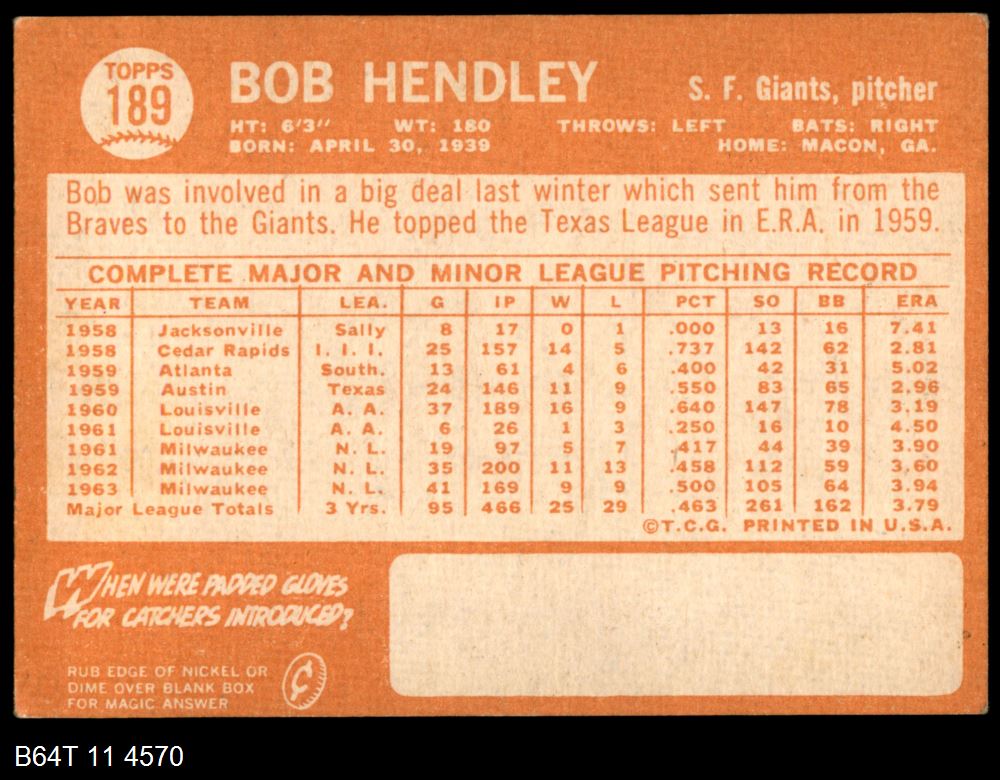 TOPPS
189
BOB HENDLEY
S. F. Giants, pitcher
HT: 6'3" WT: 180 THROWS: LEFT BATS: RIGHT
BORN: APRIL 30, 1939 HOME: MACON, GA.
Bob was involved in a big deal last winter which sent him from the
Braves to the Giants. He topped the Texas League in E.R.A. in 1959.
COMPLETE MAJOR AND MINOR LEAGUE PITCHING RECORD
YEAR TEAM LEA. G IP W L PCT SO BB ERA
1958 Jacksonville Sally 8 17 0 1 .000 13 16 7.41
1958 Cedar Rapids I. I. I. 25 157 14 5 .737 142 62 2.81
1959 Atlanta South. 13 61 4 6 .400 42 31 5.02
1959 Austin Texas 24 146 11 9 .550 83 65 2.96
1960 Louisville A. A. 37 189 16 9 .640 147 78 3.19
1961 Louisville A. A. 6 26 1 3 .250 16 10 4.50
1961 Milwaukee N. L. 19 97 5 7 .417 44 39 3.90
1962 Milwaukee N. L. 35 200 11 13 .458 112 59 3.60
1963 Milwaukee N. L. 41 169 9 9 .500 105 64 3.94
Major League Totals 3 Yrs. 95 466 25 29 .463 261 162 3.79
©T.C.G. PRINTED IN U.S.A.
WHEN WERE PADDED GLOVES
FOR CATCHERS INTRODUCED?
RUB EDGE OF NICKEL OR
DIME OVER BLANK BOX
FOR MAGIC ANSWER
¢
B64T 11 4570